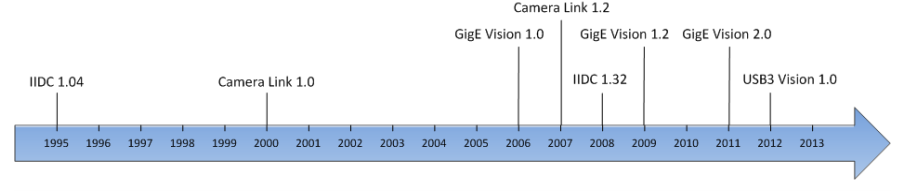 Camera Link 1.2
GigE Vision 1.0 GigE Vision 1.2 GigE Vision 2.0
IIDC 1.04 Camera Link 1.0 IIDC 1.32 USB3 Vision 1.0
1995 1996 1997 1998 1999 2000 2001 2002 2003 2004 2005 2006 2007 2008 2009 2010 2011 2012 2013